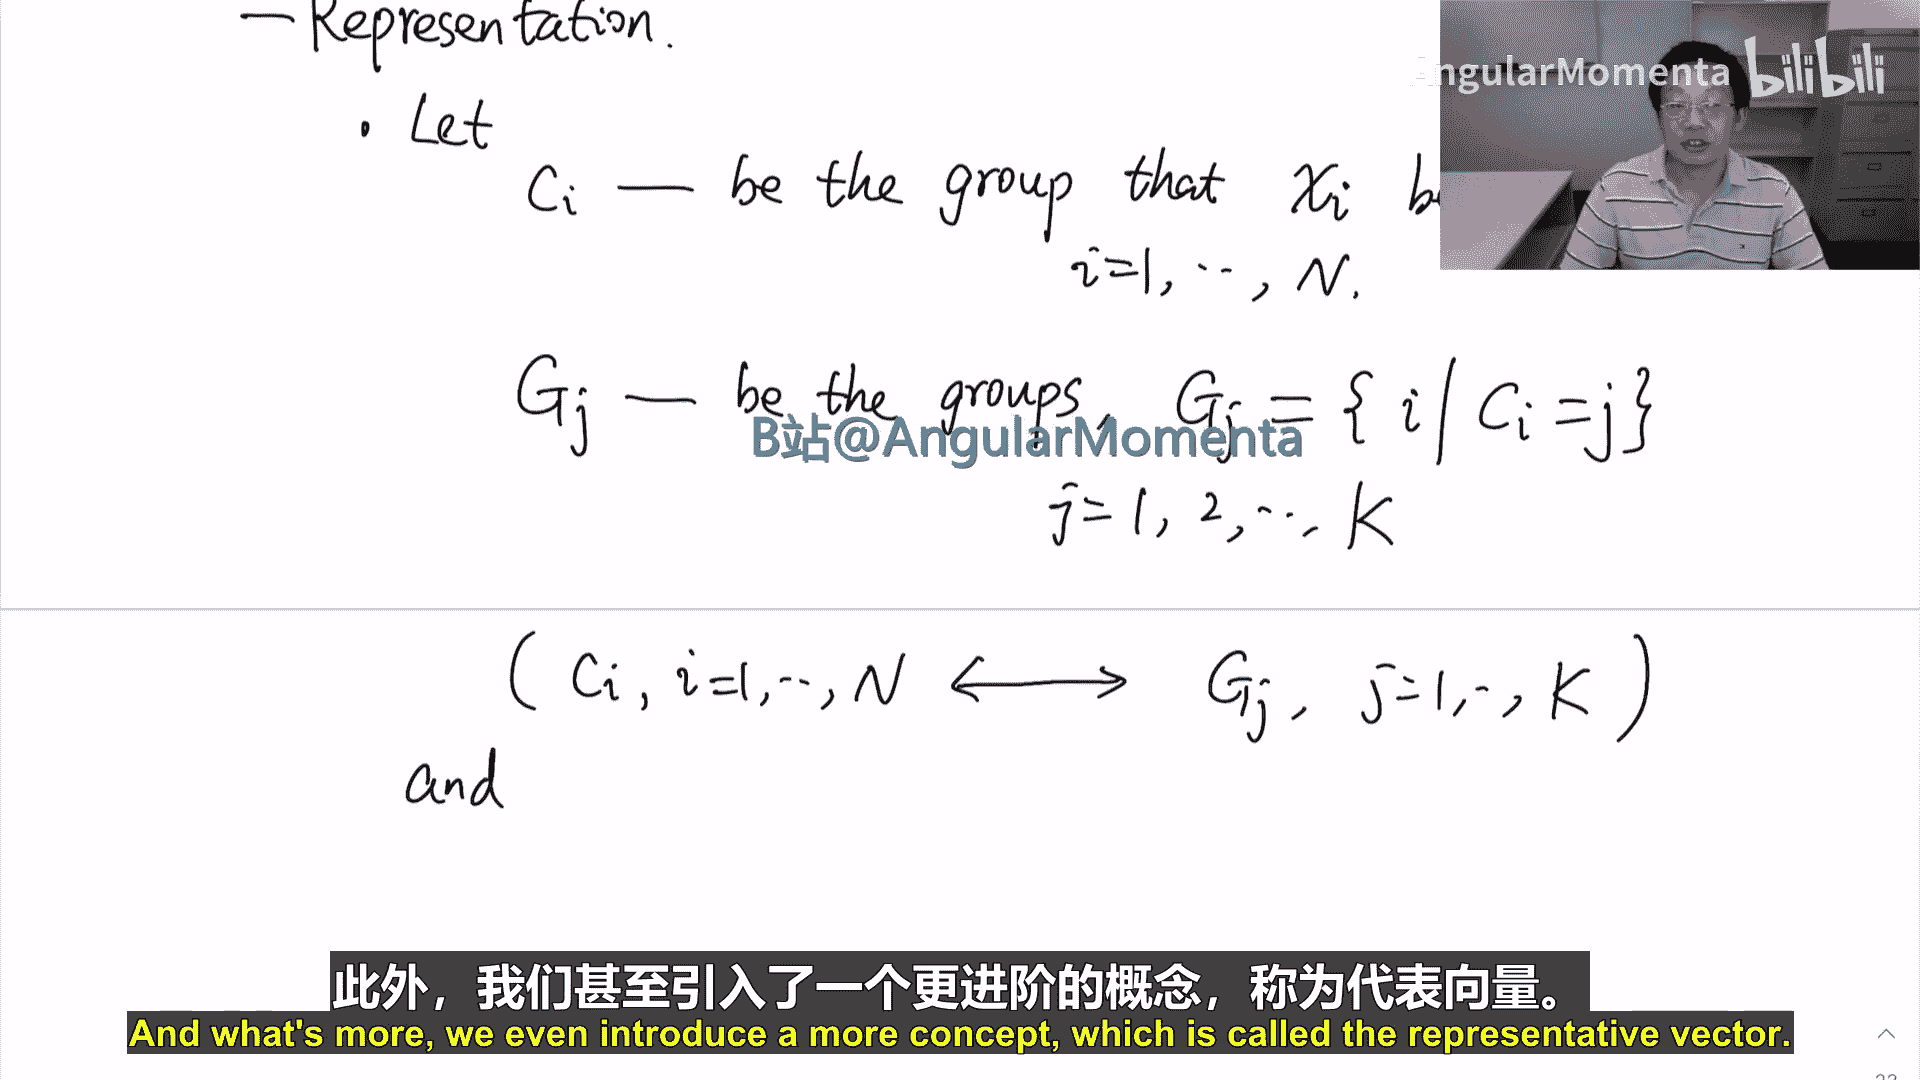 — Representation.
• Let
Ci — be the group that Xi
i=1, ··, N.
Gj — be the groups, Gj = { i | Ci = j }
j = 1, 2, ··, K
( Ci, i=1, ··, N ⟷ Gj, j=1, ··, K )
and
AngularMomenta bilibili
B站@AngularMomenta
此外，我们甚至引入了一个更进阶的概念，称为代表向量。
And what's more, we even introduce a more concept, which is called the representative vector.